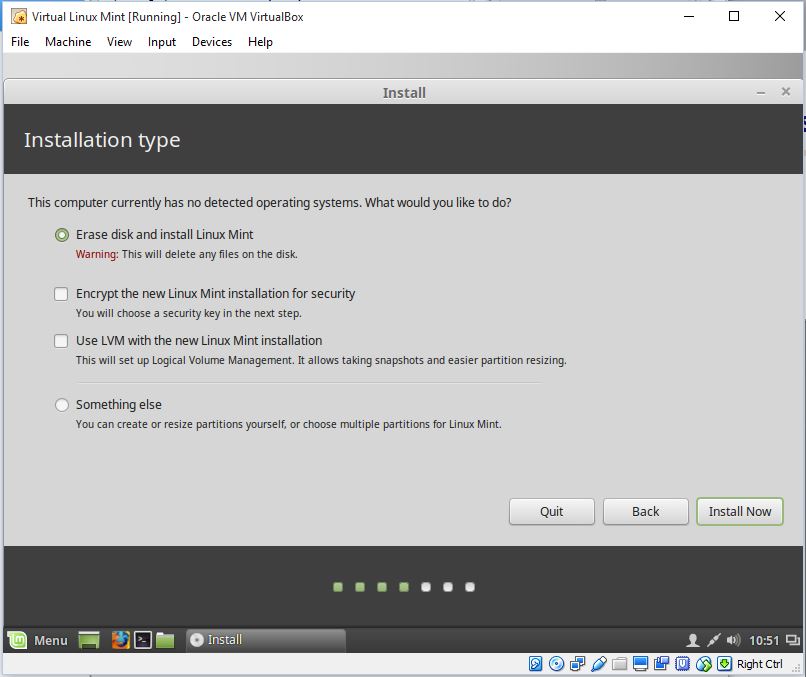 Virtual Linux Mint [Running] - Oracle VM VirtualBox
File Machine View Input Devices Help
Install
Installation type
This computer currently has no detected operating systems. What would you like to do?
Erase disk and install Linux Mint
Warning: This will delete any files on the disk.
Encrypt the new Linux Mint installation for security
You will choose a security key in the next step.
Use LVM with the new Linux Mint installation
This will set up Logical Volume Management. It allows taking snapshots and easier partition resizing.
Something else
You can create or resize partitions yourself, or choose multiple partitions for Linux Mint.
Quit Back Install Now
Menu Install 10:51
Right Ctrl